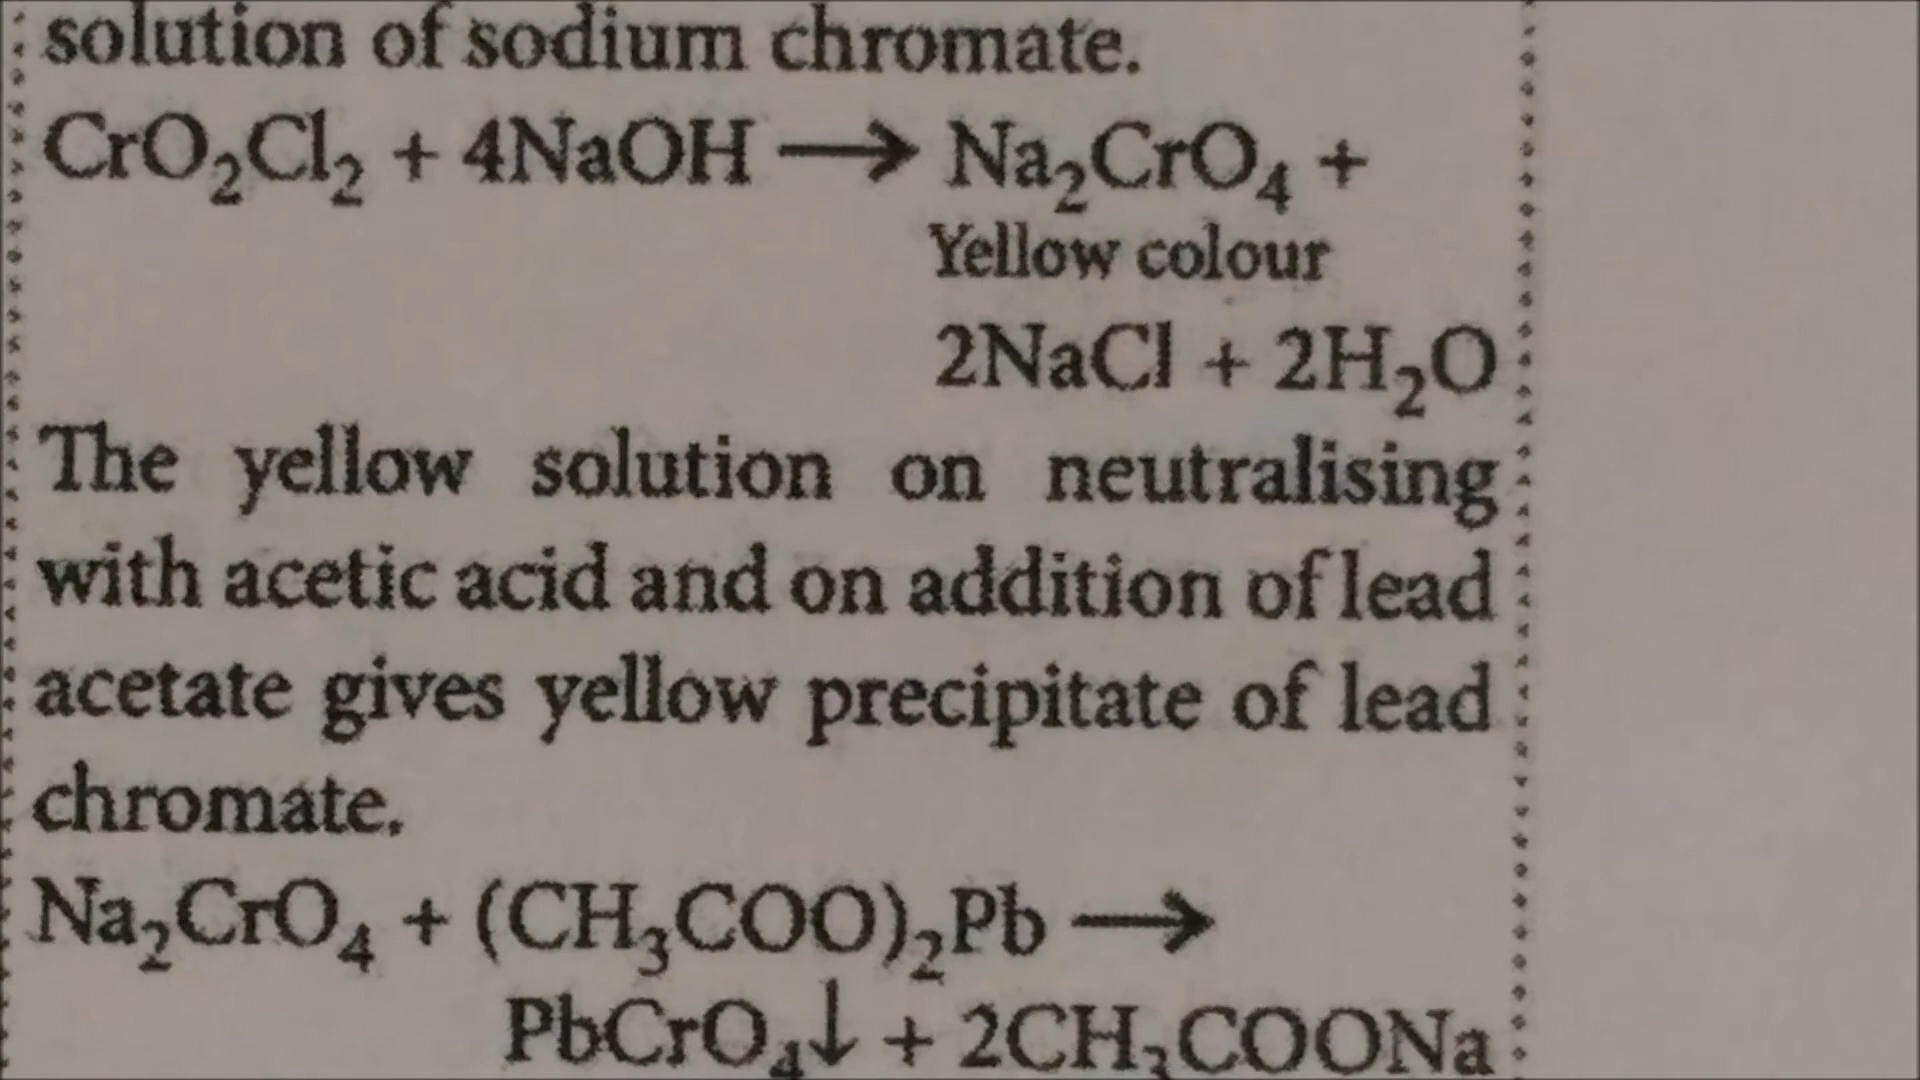 solution of sodium chromate.
CrO₂Cl₂ + 4NaOH ⟶ Na₂CrO₄ +
Yellow colour
2NaCl + 2H₂O
The yellow solution on neutralising
with acetic acid and on addition of lead
acetate gives yellow precipitate of lead
chromate.
Na₂CrO₄ + (CH₃COO)₂Pb ⟶
PbCrO₄↓ + 2CH₃COONa